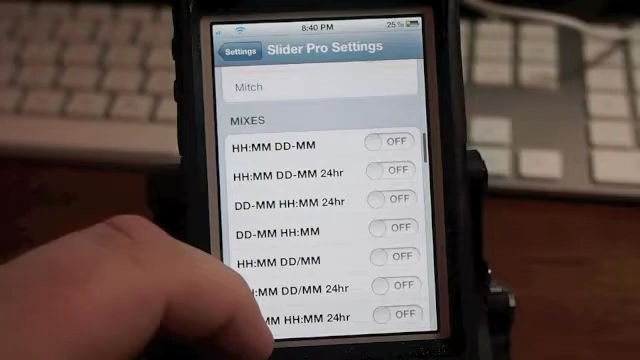 8:40 PM 25%
Settings Slider Pro Settings
Mitch
MIXES
HH:MM DD-MM OFF
HH:MM DD-MM 24hr OFF
DD-MM HH:MM 24hr OFF
DD-MM HH:MM OFF
HH:MM DD/MM OFF
:MM DD/MM 24hr OFF
MM HH:MM 24hr OFF